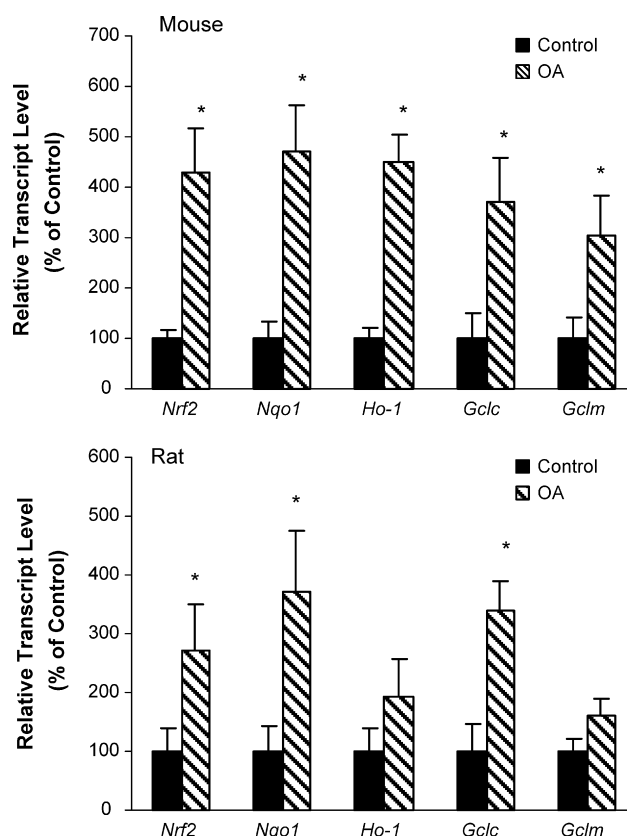 Mouse
700
600
500
400
300
200
100
0
Relative Transcript Level
(% of Control)
Control
OA
*
*
*
*
*
Nrf2 Nqo1 Ho-1 Gclc Gclm
Rat
600
500
400
300
200
100
0
Relative Transcript Level
(% of Control)
Control
OA
*
*
*
Nrf2 Nqo1 Ho-1 Gclc Gclm